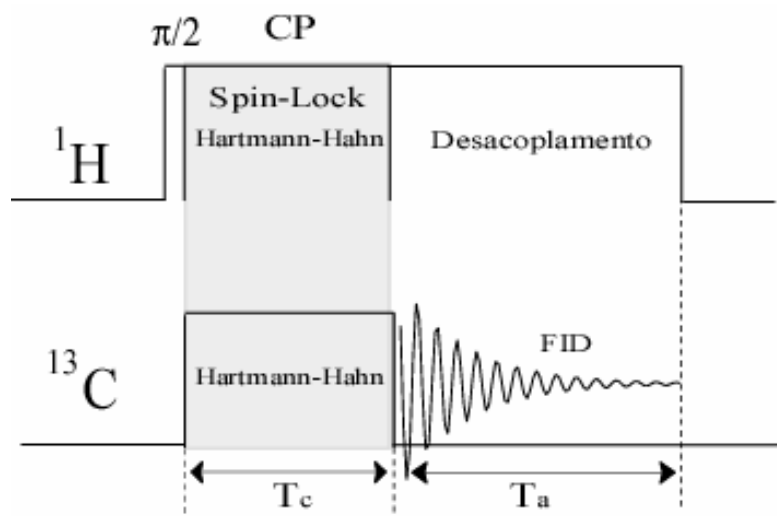 π/2 CP
Spin-Lock
Hartmann-Hahn
Desacoplamento
¹H
FID
Hartmann-Hahn
¹³C
Tc
Ta